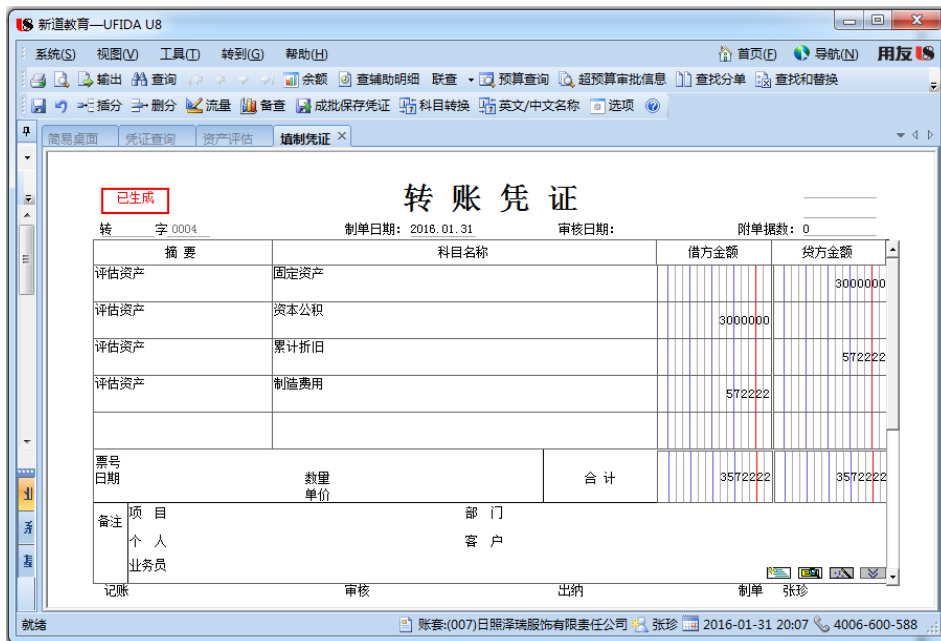 新道教育—UFIDA U8
系统(S) 视图(V) 工具(T) 转到(G) 帮助(H) 首页(F) 导航(N) 用友
输出 查询 余额 查辅助明细 联查 预算查询 超预算审批信息 查找分单 查找和替换
插分 删分 流量 备查 成批保存凭证 科目转换 英文/中文名称 选项
简易桌面 凭证查询 资产评估 填制凭证
已生成
转账凭证
转 字 0004 制单日期: 2016.01.31 审核日期: 附单据数: 0
摘 要 科目名称 借方金额 贷方金额
评估资产 固定资产 3000000
评估资产 资本公积 3000000
评估资产 累计折旧 572222
评估资产 制造费用 572222
票号
日期 数量 合 计 3572222 3572222
单价
备注 项 目 部 门
个 人 客 户
业务员
记账 审核 出纳 制单 张珍
业
系
就绪 账套:(007)日照泽瑞服饰有限责任公司 张珍 2016-01-31 20:07 4006-600-588